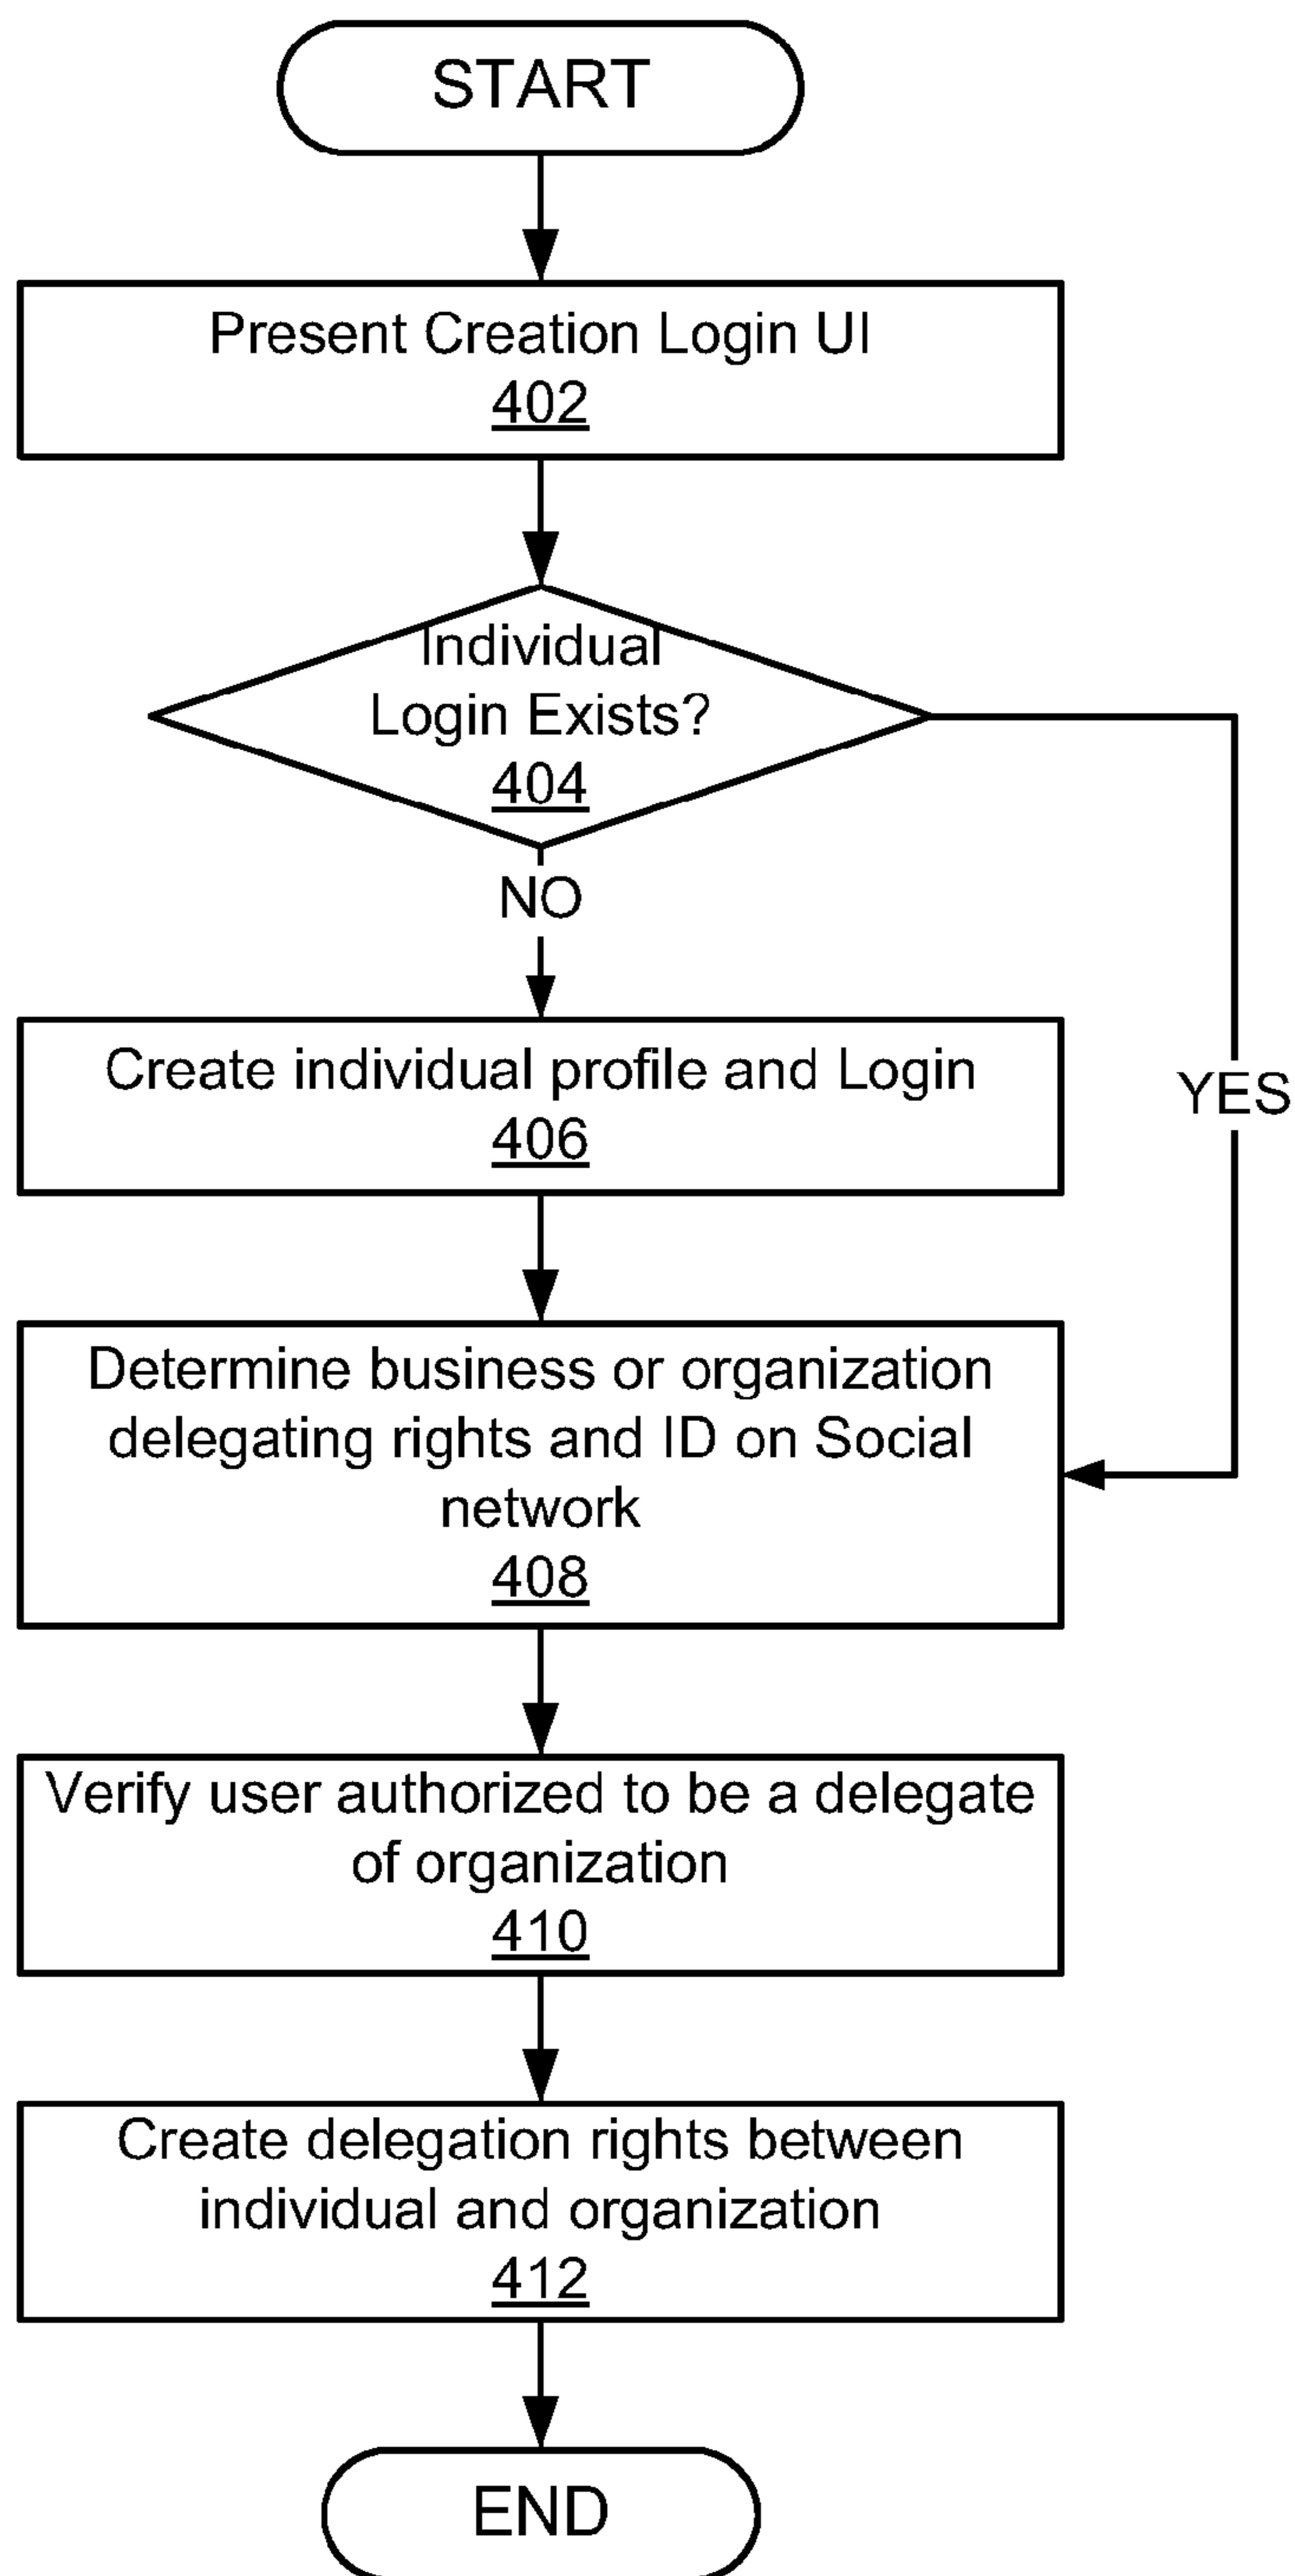 START
Present Creation Login UI
402
Individual
Login Exists?
404
NO
YES
Create individual profile and Login
406
Determine business or organization
delegating rights and ID on Social
network
408
Verify user authorized to be a delegate
of organization
410
Create delegation rights between
individual and organization
412
END